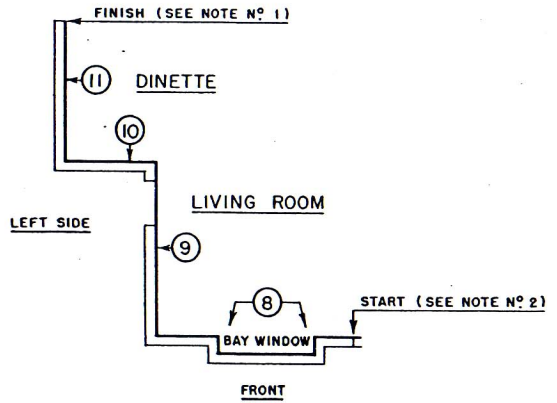 FINISH (SEE NOTE Nº 1)
11
DINETTE
10
LIVING ROOM
LEFT SIDE
9
8
START (SEE NOTE Nº 2)
BAY WINDOW
FRONT